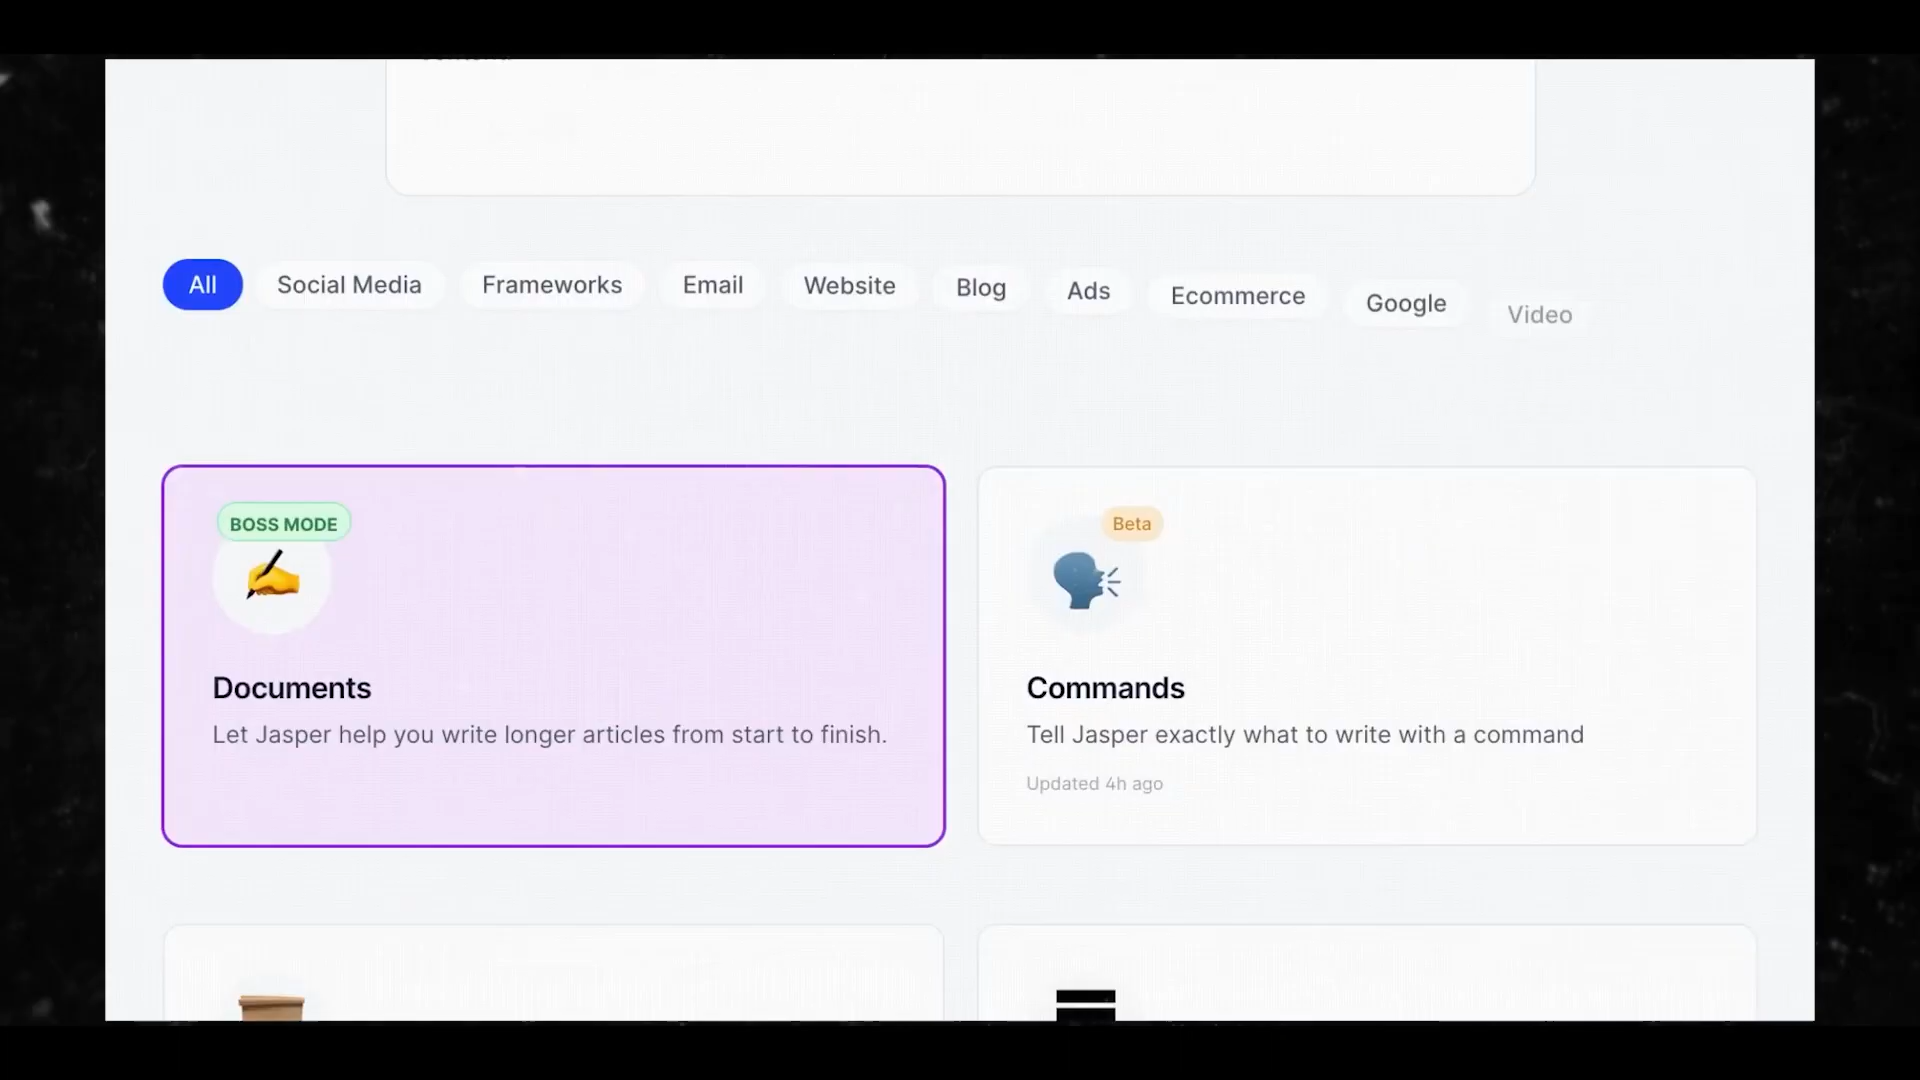 All
Social Media
Frameworks
Email
Website
Blog
Ads
Ecommerce
Google
Video
BOSS MODE
Documents
Let Jasper help you write longer articles from start to finish.
Beta
Commands
Tell Jasper exactly what to write with a command
Updated 4h ago